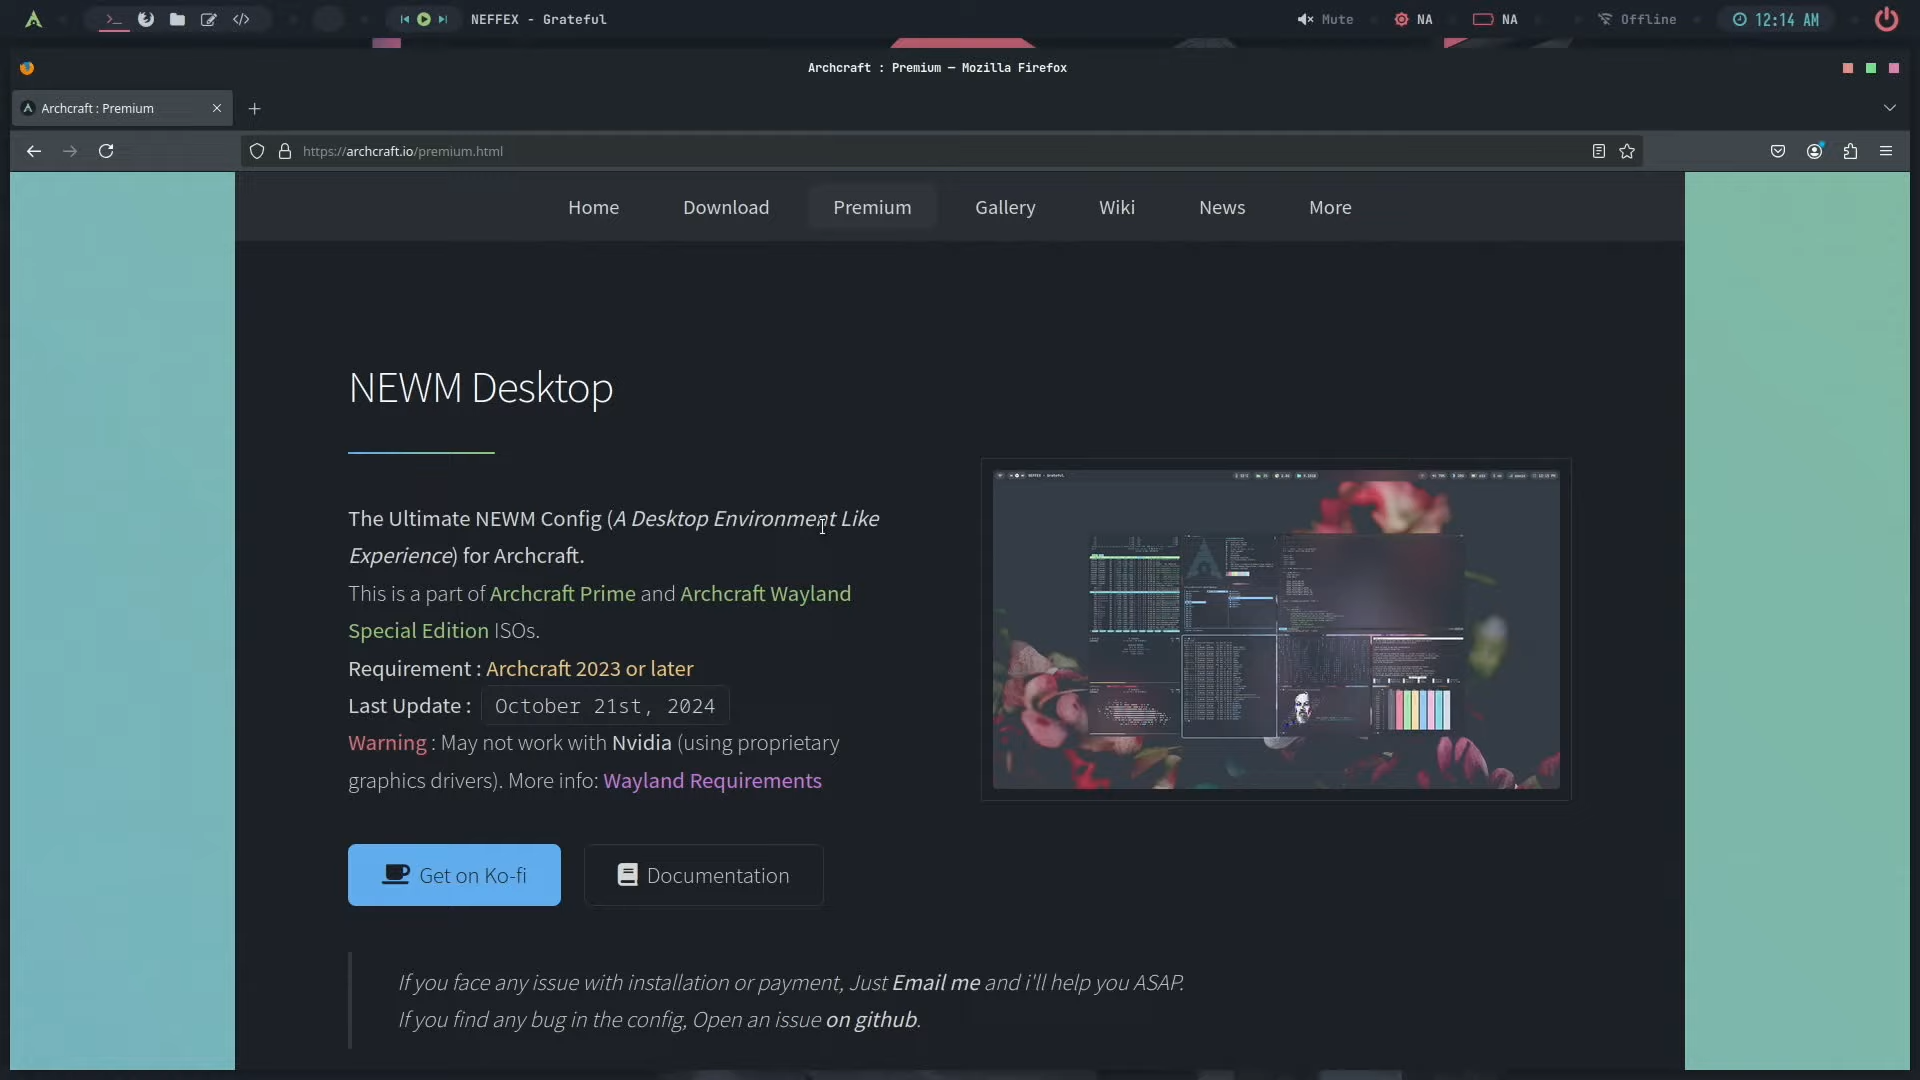 NEFFEX - Grateful
Mute
NA
NA
Offline
12:14 AM
Archcraft : Premium — Mozilla Firefox
Archcraft : Premium
https://archcraft.io/premium.html
Home
Download
Premium
Gallery
Wiki
News
More
NEWM Desktop
The Ultimate NEWM Config (A Desktop Environment Like
Experience) for Archcraft.
This is a part of Archcraft Prime and Archcraft Wayland
Special Edition ISOs.
Requirement : Archcraft 2023 or later
Last Update : October 21st, 2024
Warning : May not work with Nvidia (using proprietary
graphics drivers). More info: Wayland Requirements
Get on Ko-fi
Documentation
If you face any issue with installation or payment, Just Email me and i'll help you ASAP.
If you find any bug in the config, Open an issue on github.